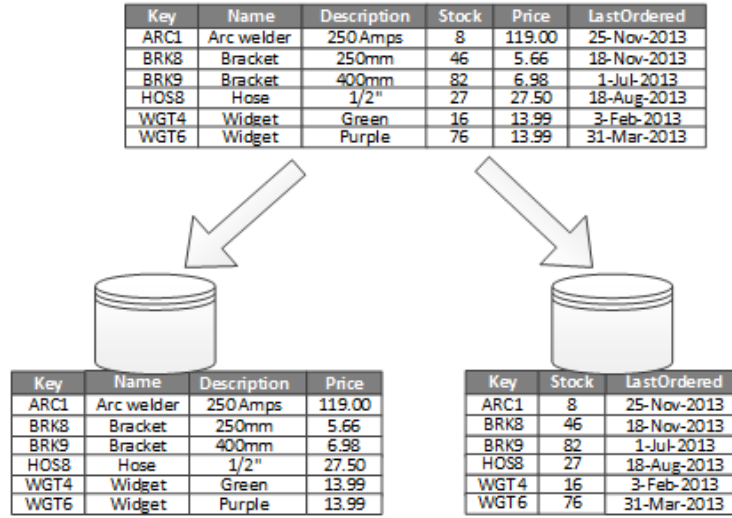 Key Name Description Stock Price LastOrdered
ARC1 Arc welder 250 Amps 8 119.00 25-Nov-2013
BRK8 Bracket 250mm 46 5.66 18-Nov-2013
BRK9 Bracket 400mm 82 6.98 1-Jul-2013
HOS8 Hose 1/2" 27 27.50 18-Aug-2013
WGT4 Widget Green 16 13.99 3-Feb-2013
WGT6 Widget Purple 76 13.99 31-Mar-2013
Key Name Description Price
ARC1 Arc welder 250 Amps 119.00
BRK8 Bracket 250mm 5.66
BRK9 Bracket 400mm 6.98
HOS8 Hose 1/2" 27.50
WGT4 Widget Green 13.99
WGT6 Widget Purple 13.99
Key Stock LastOrdered
ARC1 8 25-Nov-2013
BRK8 46 18-Nov-2013
BRK9 82 1-Jul-2013
HOS8 27 18-Aug-2013
WGT4 16 3-Feb-2013
WGT6 76 31-Mar-2013